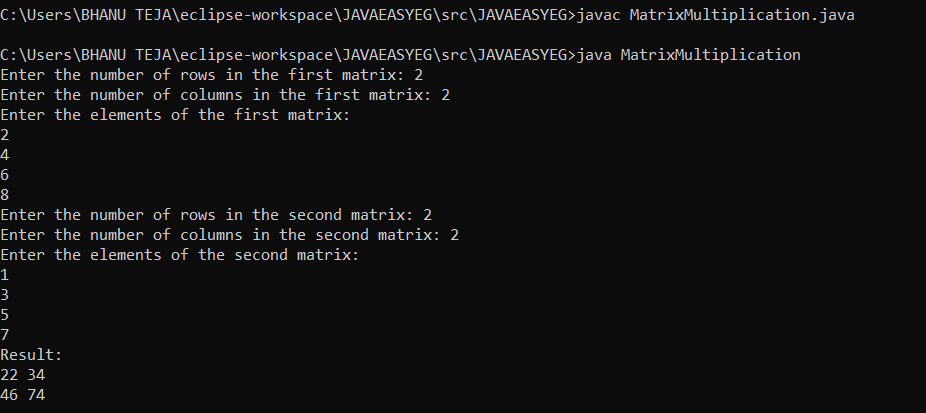 C:\Users\BHANU TEJA\eclipse-workspace\JAVAEASYEG\src\JAVAEASYEG>javac MatrixMultiplication.java
C:\Users\BHANU TEJA\eclipse-workspace\JAVAEASYEG\src\JAVAEASYEG>java MatrixMultiplication
Enter the number of rows in the first matrix: 2
Enter the number of columns in the first matrix: 2
Enter the elements of the first matrix:
2
4
6
8
Enter the number of rows in the second matrix: 2
Enter the number of columns in the second matrix: 2
Enter the elements of the second matrix:
1
3
5
7
Result:
22 34
46 74